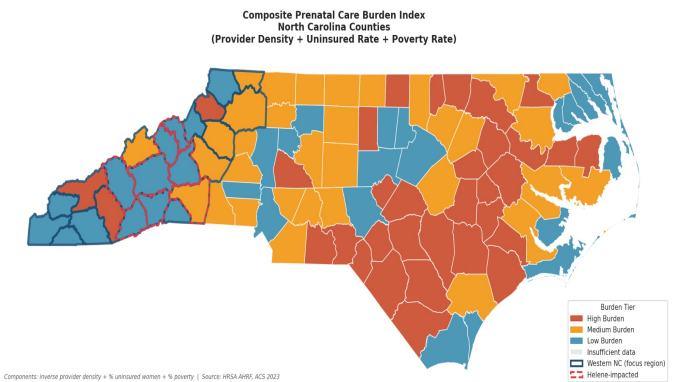 Composite Prenatal Care Burden Index
North Carolina Counties
(Provider Density + Uninsured Rate + Poverty Rate)
Burden Tier
High Burden
Medium Burden
Low Burden
Insufficient data
Western NC (focus region)
Helene-impacted
Components: inverse provider density + % uninsured women + % poverty | Source: HRSA AHRF, ACS 2023